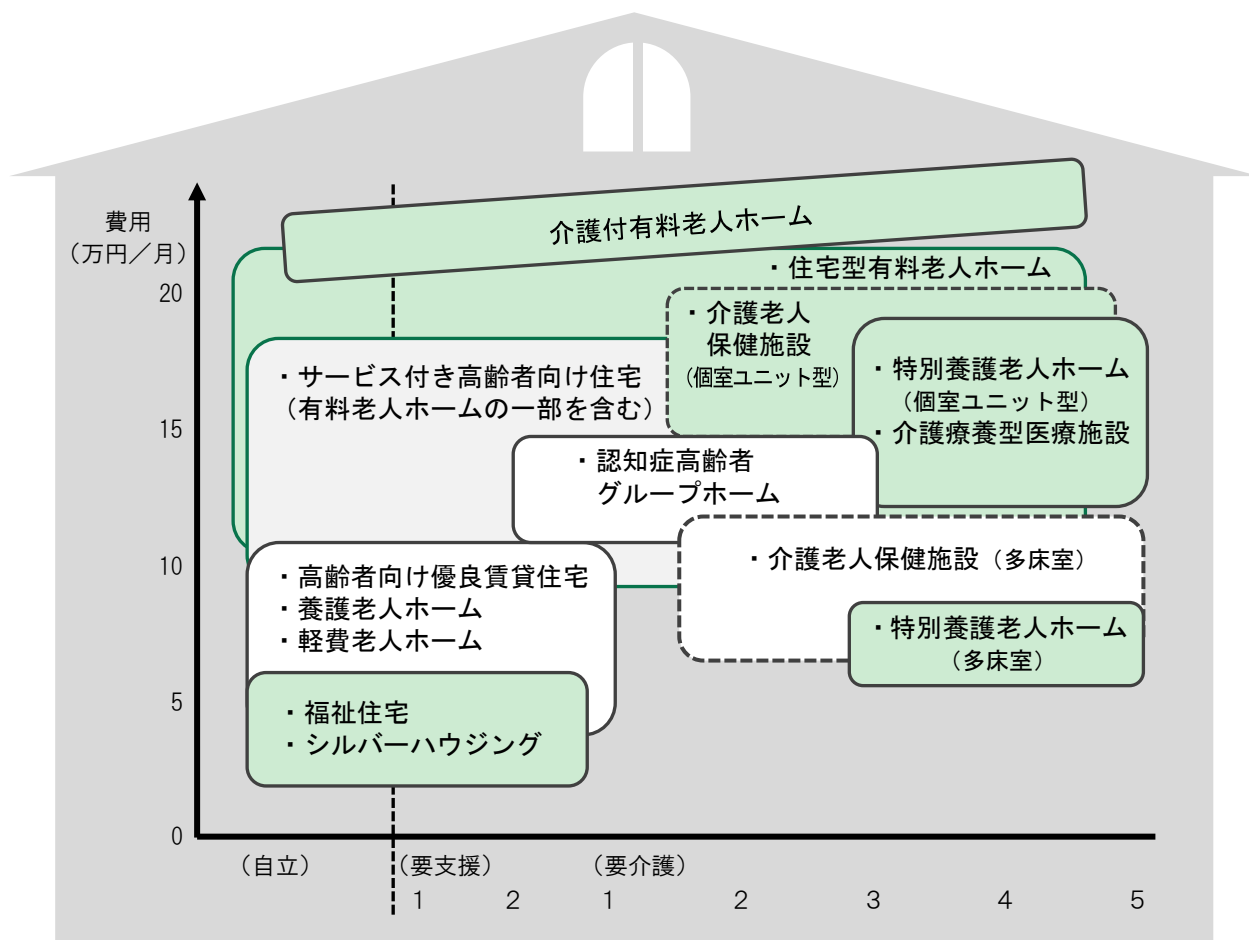 介護付有料老人ホーム
費用
（万円／月）
・住宅型有料老人ホーム
20
・介護老人
保健施設
（個室ユニット型）
・サービス付き高齢者向け住宅
（有料老人ホームの一部を含む）
・特別養護老人ホーム
（個室ユニット型）
・介護療養型医療施設
15
・認知症高齢者
グループホーム
10
・介護老人保健施設（多床室）
・高齢者向け優良賃貸住宅
・養護老人ホーム
・軽費老人ホーム
・特別養護老人ホーム
（多床室）
5
・福祉住宅
・シルバーハウジング
0
（自立） （要支援） （要介護）
1 2 1 2 3 4 5